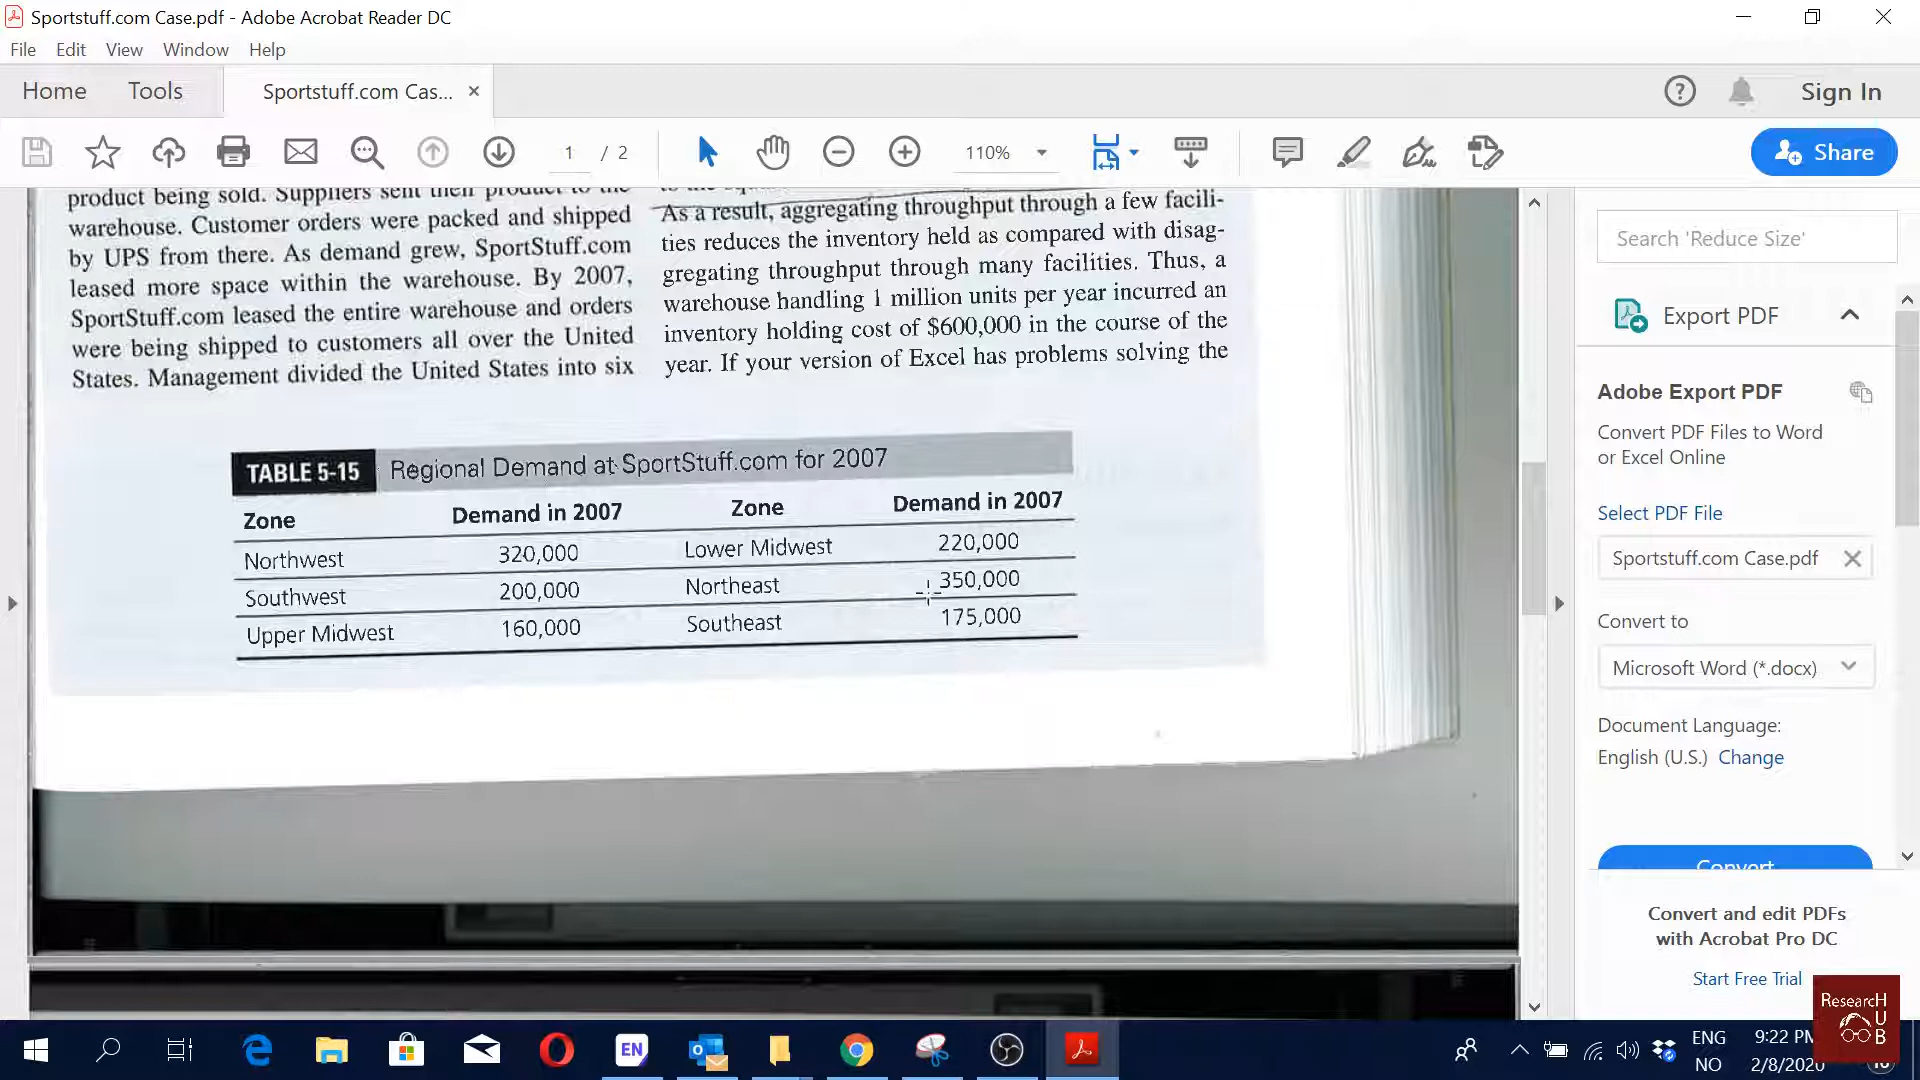 Sportstuff.com Case.pdf - Adobe Acrobat Reader DC
File Edit View Window Help
Home Tools Sportstuff.com Cas... × Sign In
1 / 2 110% Share
product being sold. Suppliers sent their product to the
warehouse. Customer orders were packed and shipped
by UPS from there. As demand grew, SportStuff.com
leased more space within the warehouse. By 2007,
SportStuff.com leased the entire warehouse and orders
were being shipped to customers all over the United
States. Management divided the United States into six
As a result, aggregating throughput through a few facili-
ties reduces the inventory held as compared with disag-
gregating throughput through many facilities. Thus, a
warehouse handling 1 million units per year incurred an
inventory holding cost of $600,000 in the course of the
year. If your version of Excel has problems solving the
TABLE 5-15 Regional Demand at SportStuff.com for 2007
Zone Demand in 2007 Zone Demand in 2007
Northwest 320,000 Lower Midwest 220,000
Southwest 200,000 Northeast 350,000
Upper Midwest 160,000 Southeast 175,000
Search 'Reduce Size'
Export PDF
Adobe Export PDF
Convert PDF Files to Word
or Excel Online
Select PDF File
Sportstuff.com Case.pdf
Convert to
Microsoft Word (*.docx)
Document Language:
English (U.S.) Change
Convert
Convert and edit PDFs
with Acrobat Pro DC
Start Free Trial
ResearcH
U
B
EN
ENG
NO
9:22 PM
2/8/2020